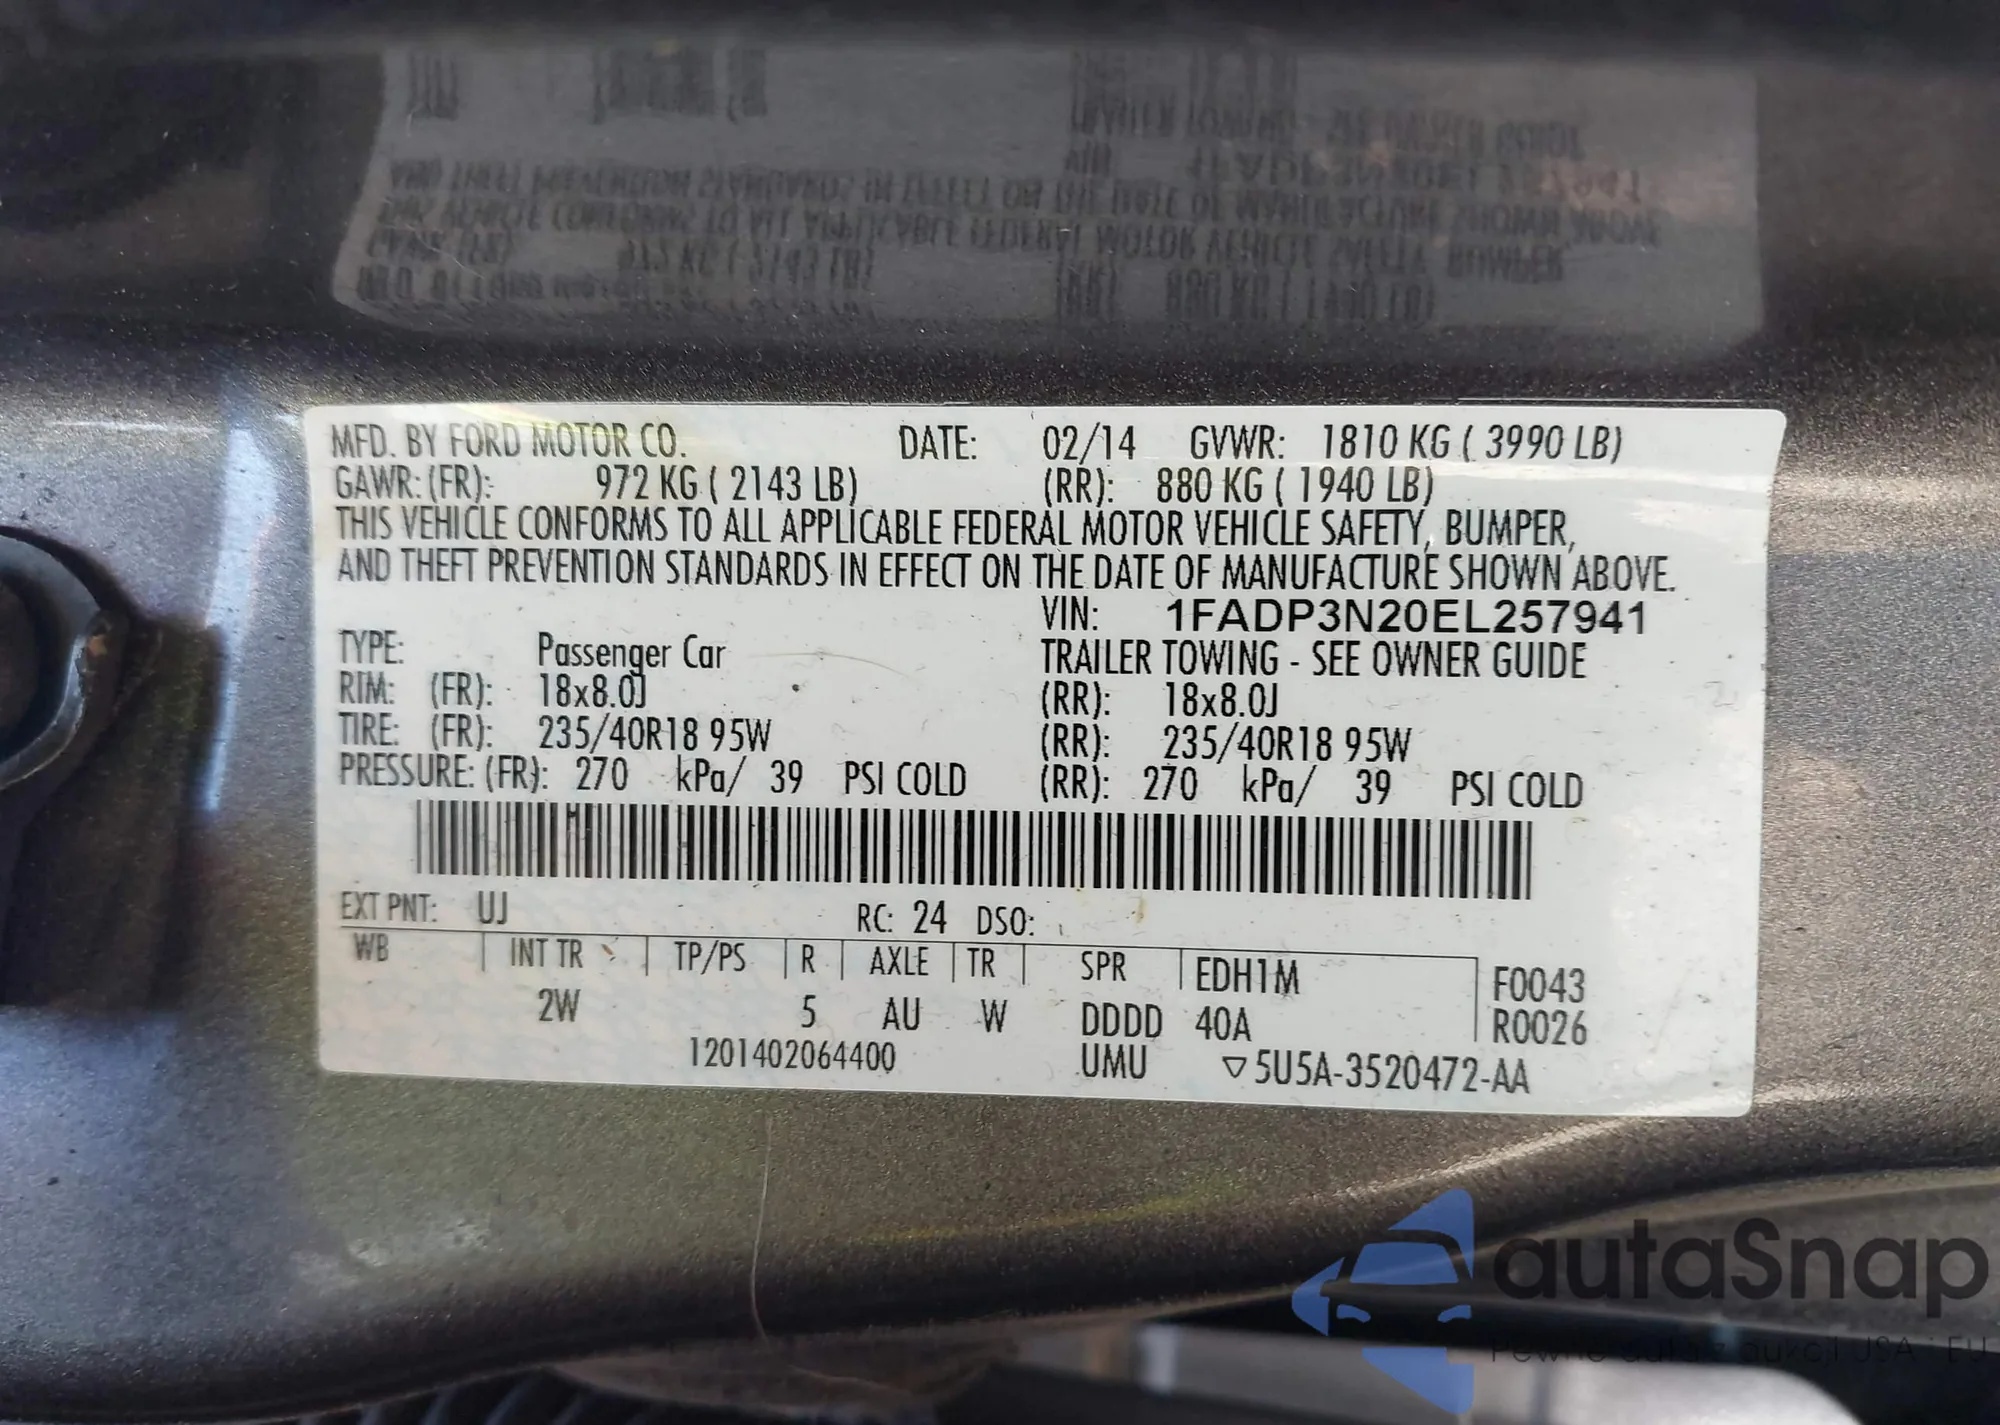 MFD. BY FORD MOTOR CO. DATE: 02/14 GVWR: 1810 KG ( 3990 LB)
GAWR: (FR): 972 KG ( 2143 LB) (RR): 880 KG ( 1940 LB)
THIS VEHICLE CONFORMS TO ALL APPLICABLE FEDERAL MOTOR VEHICLE SAFETY, BUMPER,
AND THEFT PREVENTION STANDARDS IN EFFECT ON THE DATE OF MANUFACTURE SHOWN ABOVE.
VIN: 1FADP3N20EL257941
TYPE: Passenger Car TRAILER TOWING - SEE OWNER GUIDE
RIM: (FR): 18x8.0J (RR): 18x8.0J
TIRE: (FR): 235/40R18 95W (RR): 235/40R18 95W
PRESSURE: (FR): 270 kPa/ 39 PSI COLD (RR): 270 kPa/ 39 PSI COLD
EXT PNT: UJ RC: 24 DSO:
WB INT TR TP/PS R AXLE TR SPR EDH1M F0043
2W 5 AU W DDDD 40A R0026
1201402064400 UMU ▽5U5A-3520472-AA
autaSnap
Pewne auta z aukcji USA i EU